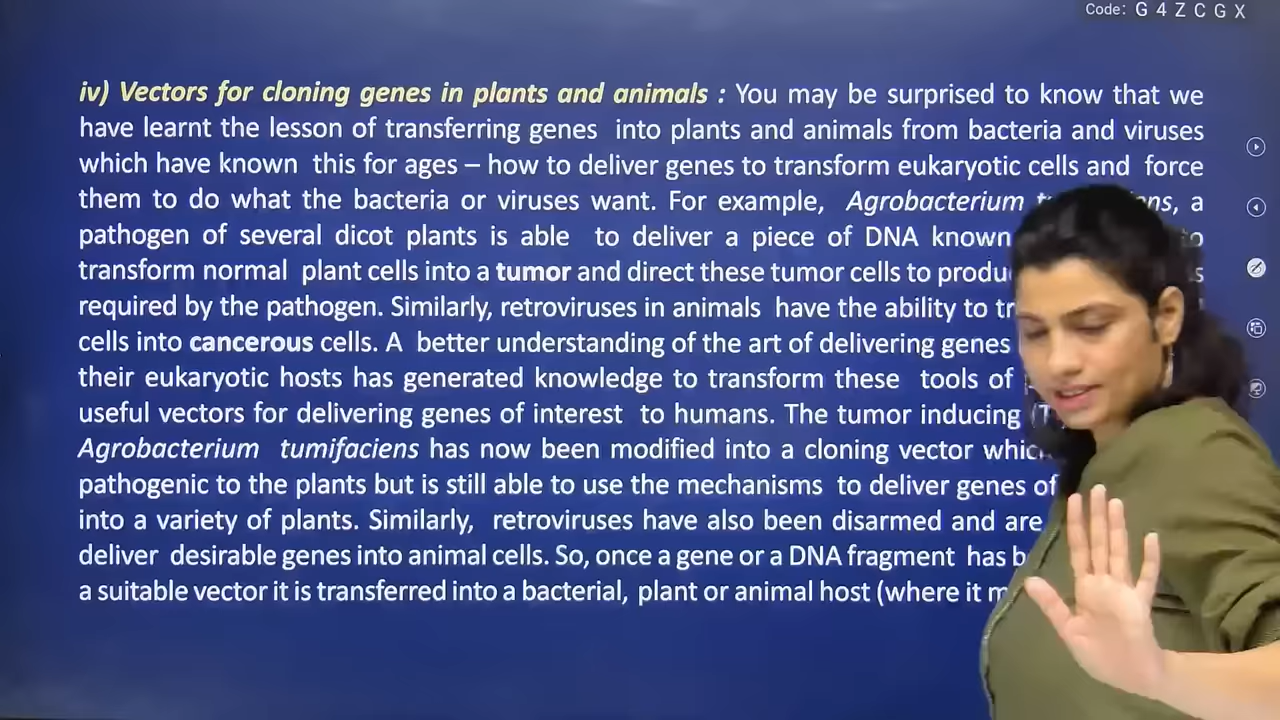 Code: G 4 Z C G X
iv) Vectors for cloning genes in plants and animals : You may be surprised to know that we
have learnt the lesson of transferring genes into plants and animals from bacteria and viruses
which have known this for ages – how to deliver genes to transform eukaryotic cells and force
them to do what the bacteria or viruses want. For example, Agrobacterium a
pathogen of several dicot plants is able to deliver a piece of DNA known
transform normal plant cells into a tumor and direct these tumor cells to
required by the pathogen. Similarly, retroviruses in animals have the ability to
cells into cancerous cells. A better understanding of the art of delivering genes
their eukaryotic hosts has generated knowledge to transform these tools of
useful vectors for delivering genes of interest to humans. The tumor inducing
Agrobacterium tumifaciens has now been modified into a cloning vector
pathogenic to the plants but is still able to use the mechanisms to deliver genes of
into a variety of plants. Similarly, retroviruses have also been disarmed and are
deliver desirable genes into animal cells. So, once a gene or a DNA fragment has
a suitable vector it is transferred into a bacterial, plant or animal host (where it